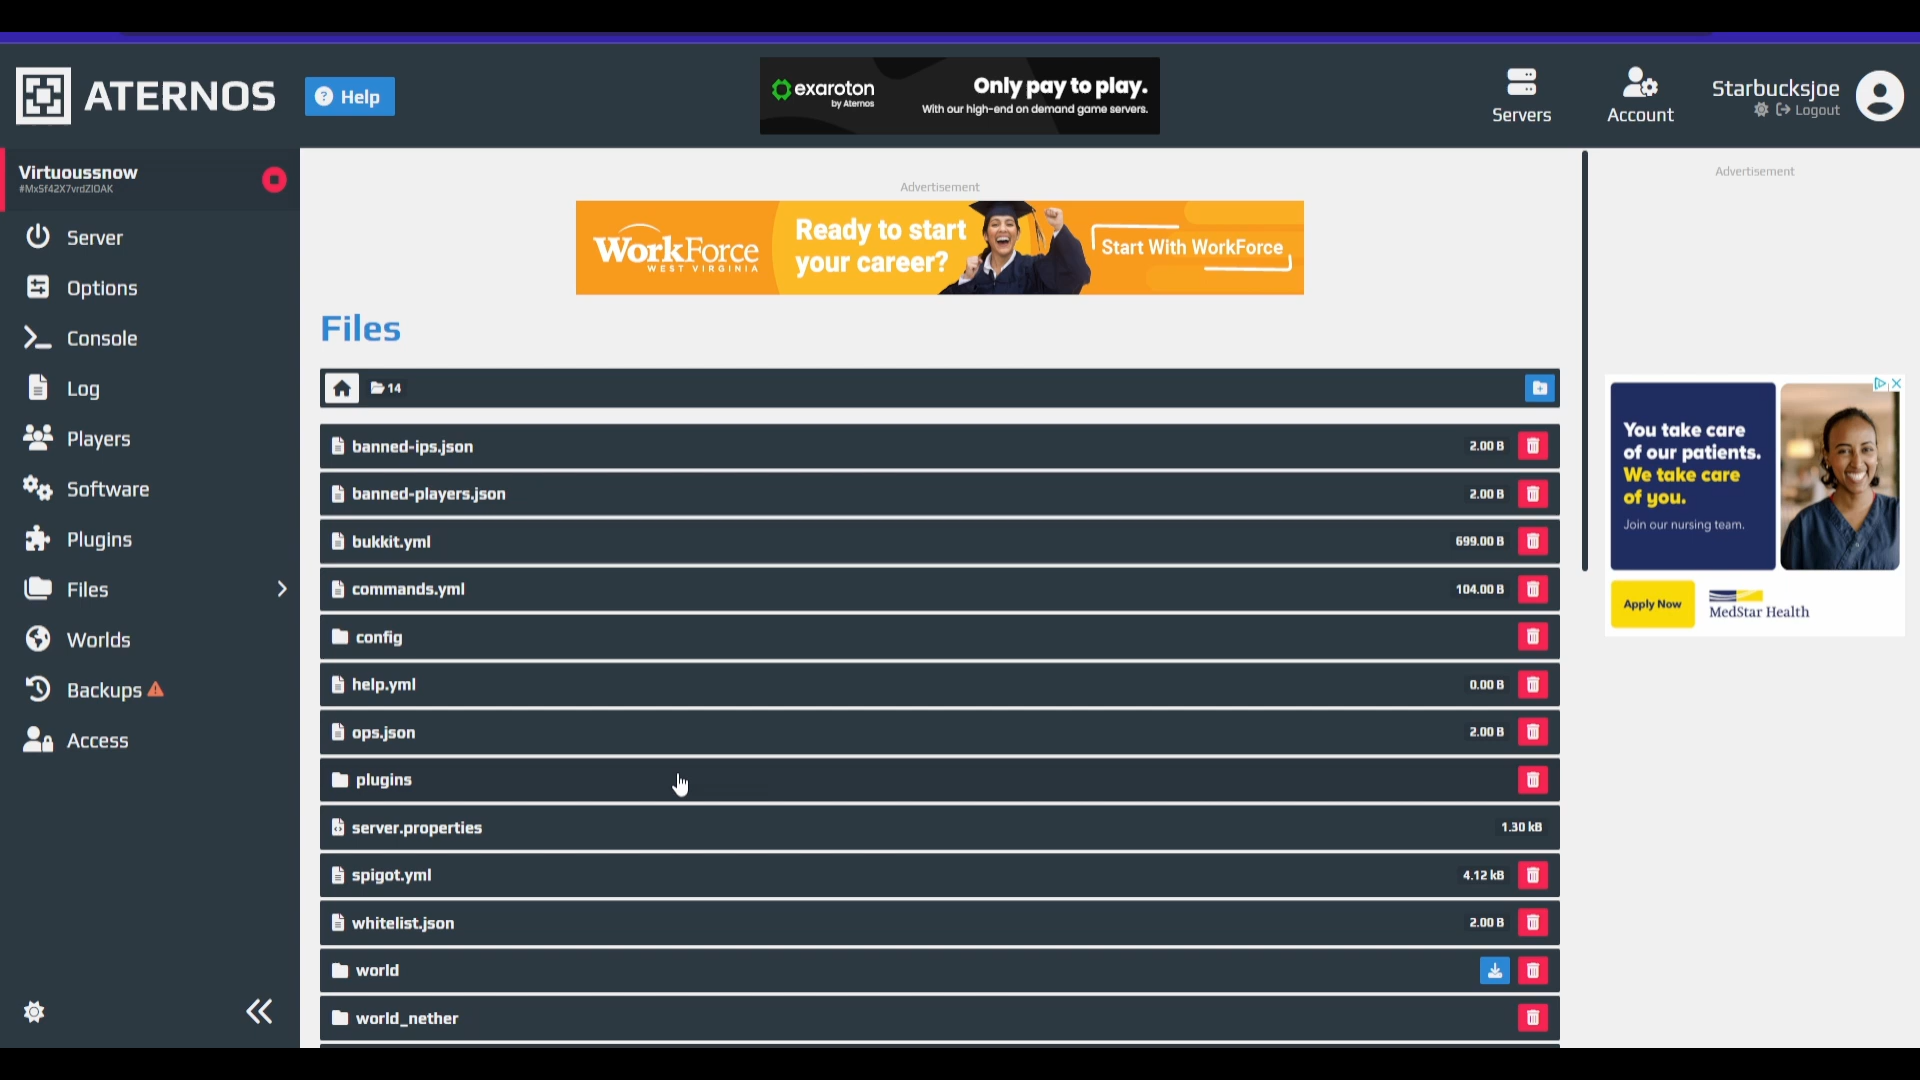 ATERNOS
Help
exaroton
by Aternos
Only pay to play.
With our high-end on demand game servers.
Servers
Account
Starbucksjoe
Logout
Virtuoussnow
Server
Options
Console
Log
Players
Software
Plugins
Files
Worlds
Backups
Access
Advertisement
WorkForce
WEST VIRGINIA
Ready to start
your career?
Start With WorkForce
Files
14
banned-ips.json 2.00 B
banned-players.json 2.00 B
bukkit.yml 699.00 B
commands.yml 104.00 B
config
help.yml 0.00 B
ops.json 2.00 B
plugins
server.properties 1.30 kB
spigot.yml 4.12 kB
whitelist.json 2.00 B
world
world_nether
Advertisement
You take care
of our patients.
We take care
of you.
Join our nursing team.
Apply Now
MedStar Health